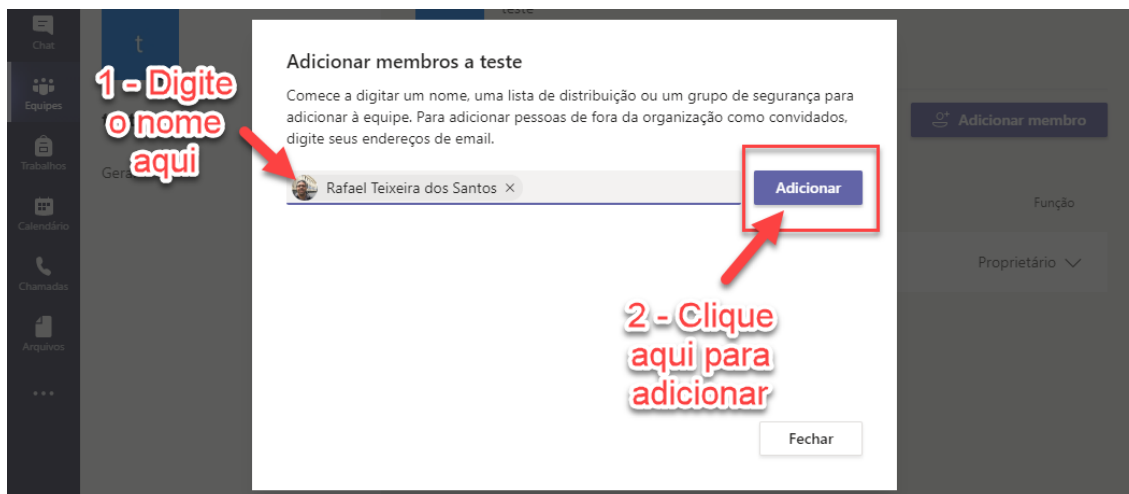 teste
Chat
t
Equipes
Trabalhos
Calendário
Chamadas
Arquivos
1 - Digite
o nome
aqui
Adicionar membros a teste
Comece a digitar um nome, uma lista de distribuição ou um grupo de segurança para
adicionar à equipe. Para adicionar pessoas de fora da organização como convidados,
digite seus endereços de email.
Rafael Teixeira dos Santos ×
Adicionar
2 - Clique
aqui para
adicionar
Fechar
Adicionar membro
Função
Proprietário